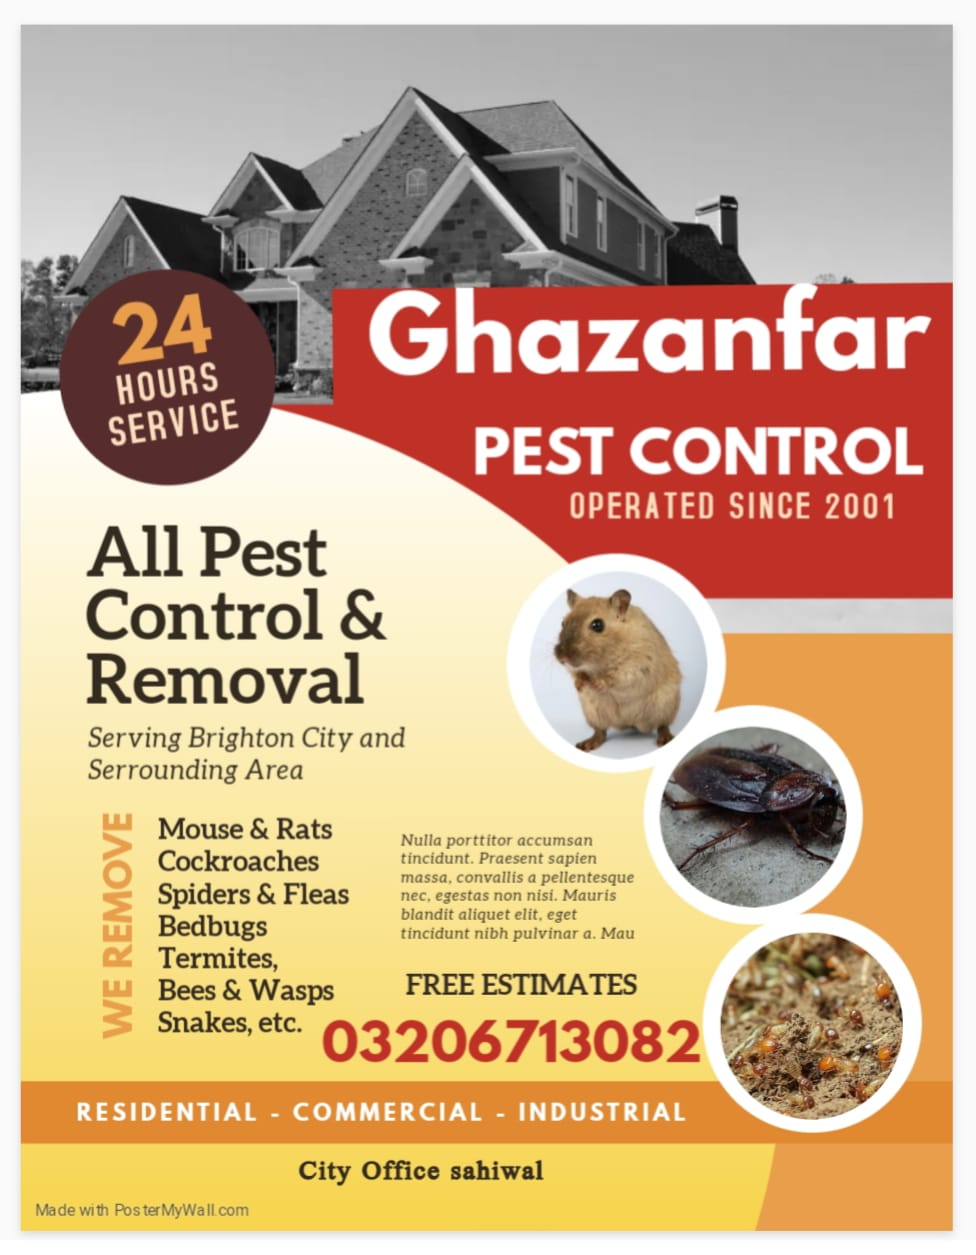 24
HOURS
SERVICE
Ghazanfar
PEST CONTROL
OPERATED SINCE 2001
All Pest
Control &
Removal
Serving Brighton City and
Serrounding Area
WE REMOVE
Mouse & Rats
Cockroaches
Spiders & Fleas
Bedbugs
Termites,
Bees & Wasps
Snakes, etc.
Nulla porttitor accumsan
tincidunt. Praesent sapien
massa, convallis a pellentesque
nec, egestas non nisi. Mauris
blandit aliquet elit, eget
tincidunt nibh pulvinar a. Mau
FREE ESTIMATES
03206713082
RESIDENTIAL - COMMERCIAL - INDUSTRIAL
City Office sahiwal
Made with PosterMyWall.com